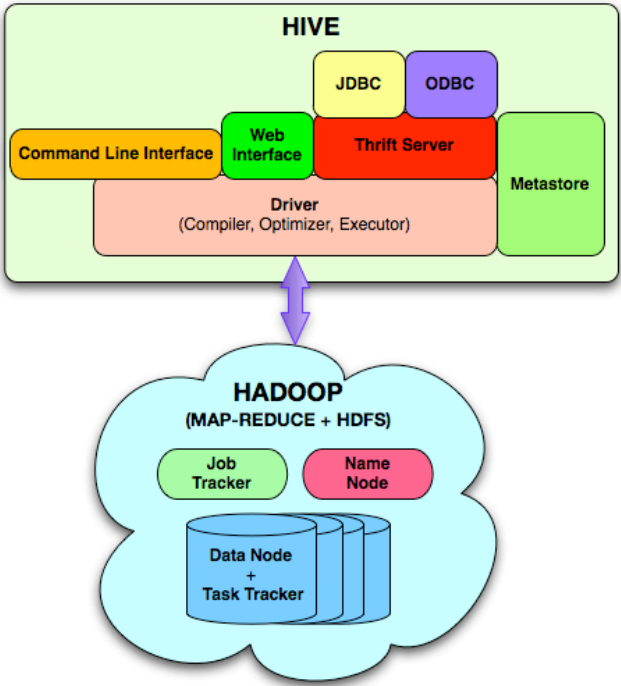 HIVE
JDBC
ODBC
Command Line Interface
Web
Interface
Thrift Server
Metastore
Driver
(Compiler, Optimizer, Executor)
HADOOP
(MAP-REDUCE + HDFS)
Job
Tracker
Name
Node
Data Node
+
Task Tracker